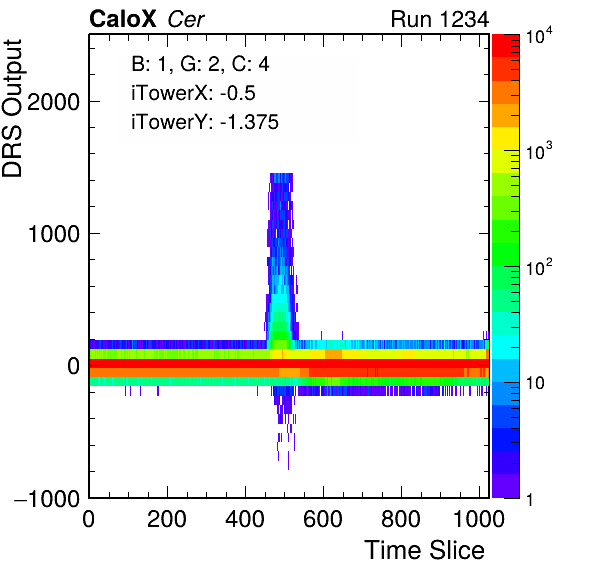 CaloX Cer Run 1234
B: 1, G: 2, C: 4
iTowerX: -0.5
iTowerY: -1.375
DRS Output
2000
1000
0
−1000
0 200 400 600 800 1000
Time Slice
10⁴
10³
10²
10
1